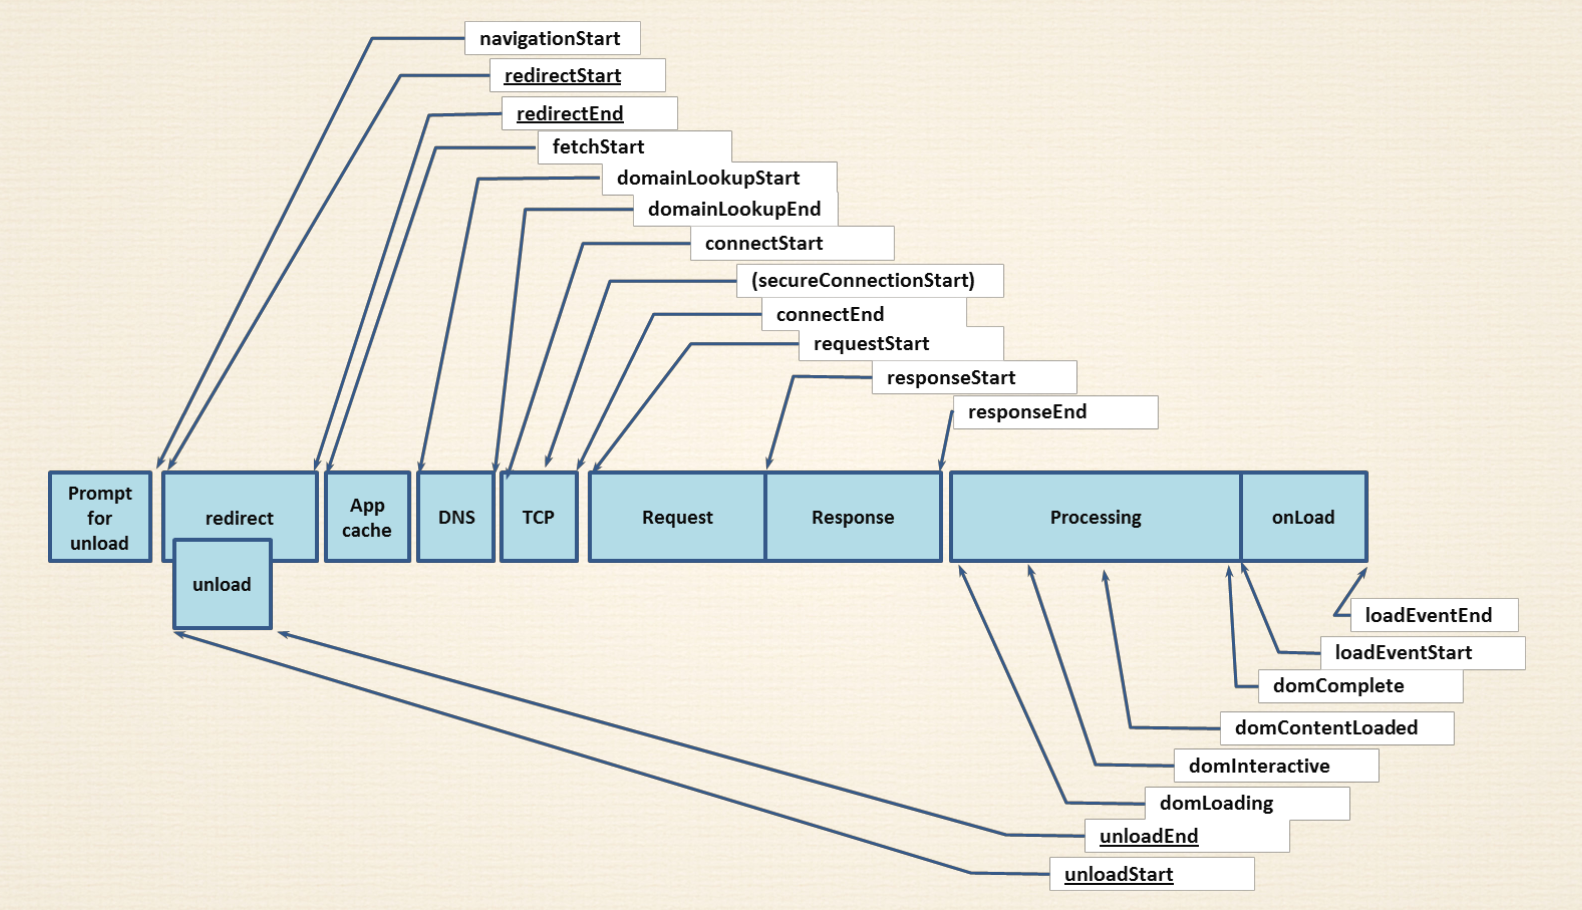 navigationStart
redirectStart
redirectEnd
fetchStart
domainLookupStart
domainLookupEnd
connectStart
(secureConnectionStart)
connectEnd
requestStart
responseStart
responseEnd
Prompt
for
unload
redirect
unload
App
cache
DNS
TCP
Request
Response
Processing
onLoad
loadEventEnd
loadEventStart
domComplete
domContentLoaded
domInteractive
domLoading
unloadEnd
unloadStart